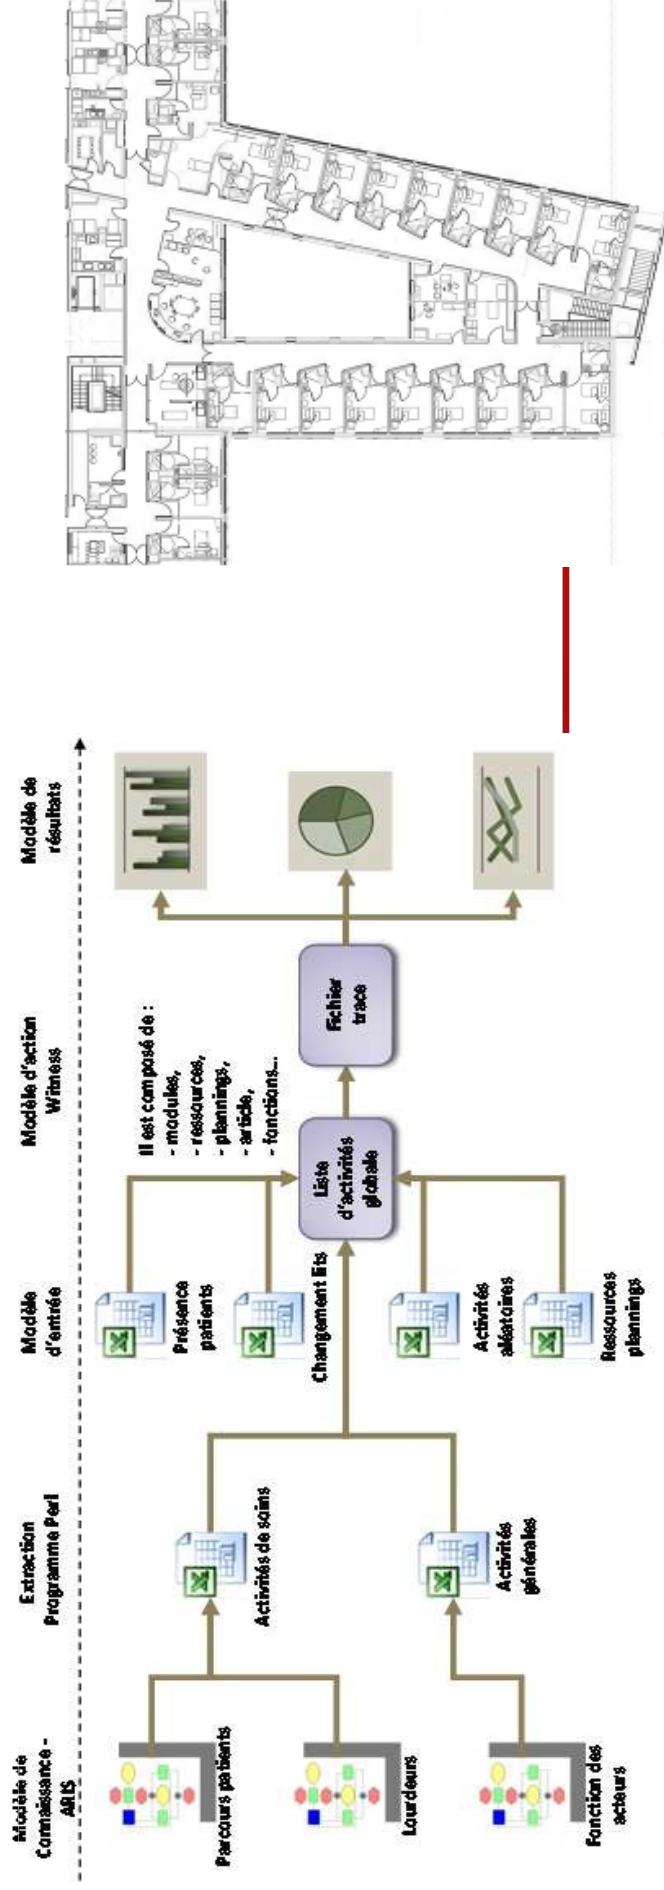 Modèle de
Connaissance -
ARIS
Extraction
Programme Perl
Modèle
d'entrée
Modèle d'action
Witness
Modèle de
résultats
Parcours patients
Lourdeurs
Fonction des
acteurs
Activités de soins
Activités
générales
Présence
patients
Changement lits
Activités
aléatoires
Ressources
plannings
Il est composé de :
- modules,
- ressources,
- plannings,
- article,
- fonctions...
Liste
d'activités
globale
Fichier
trace